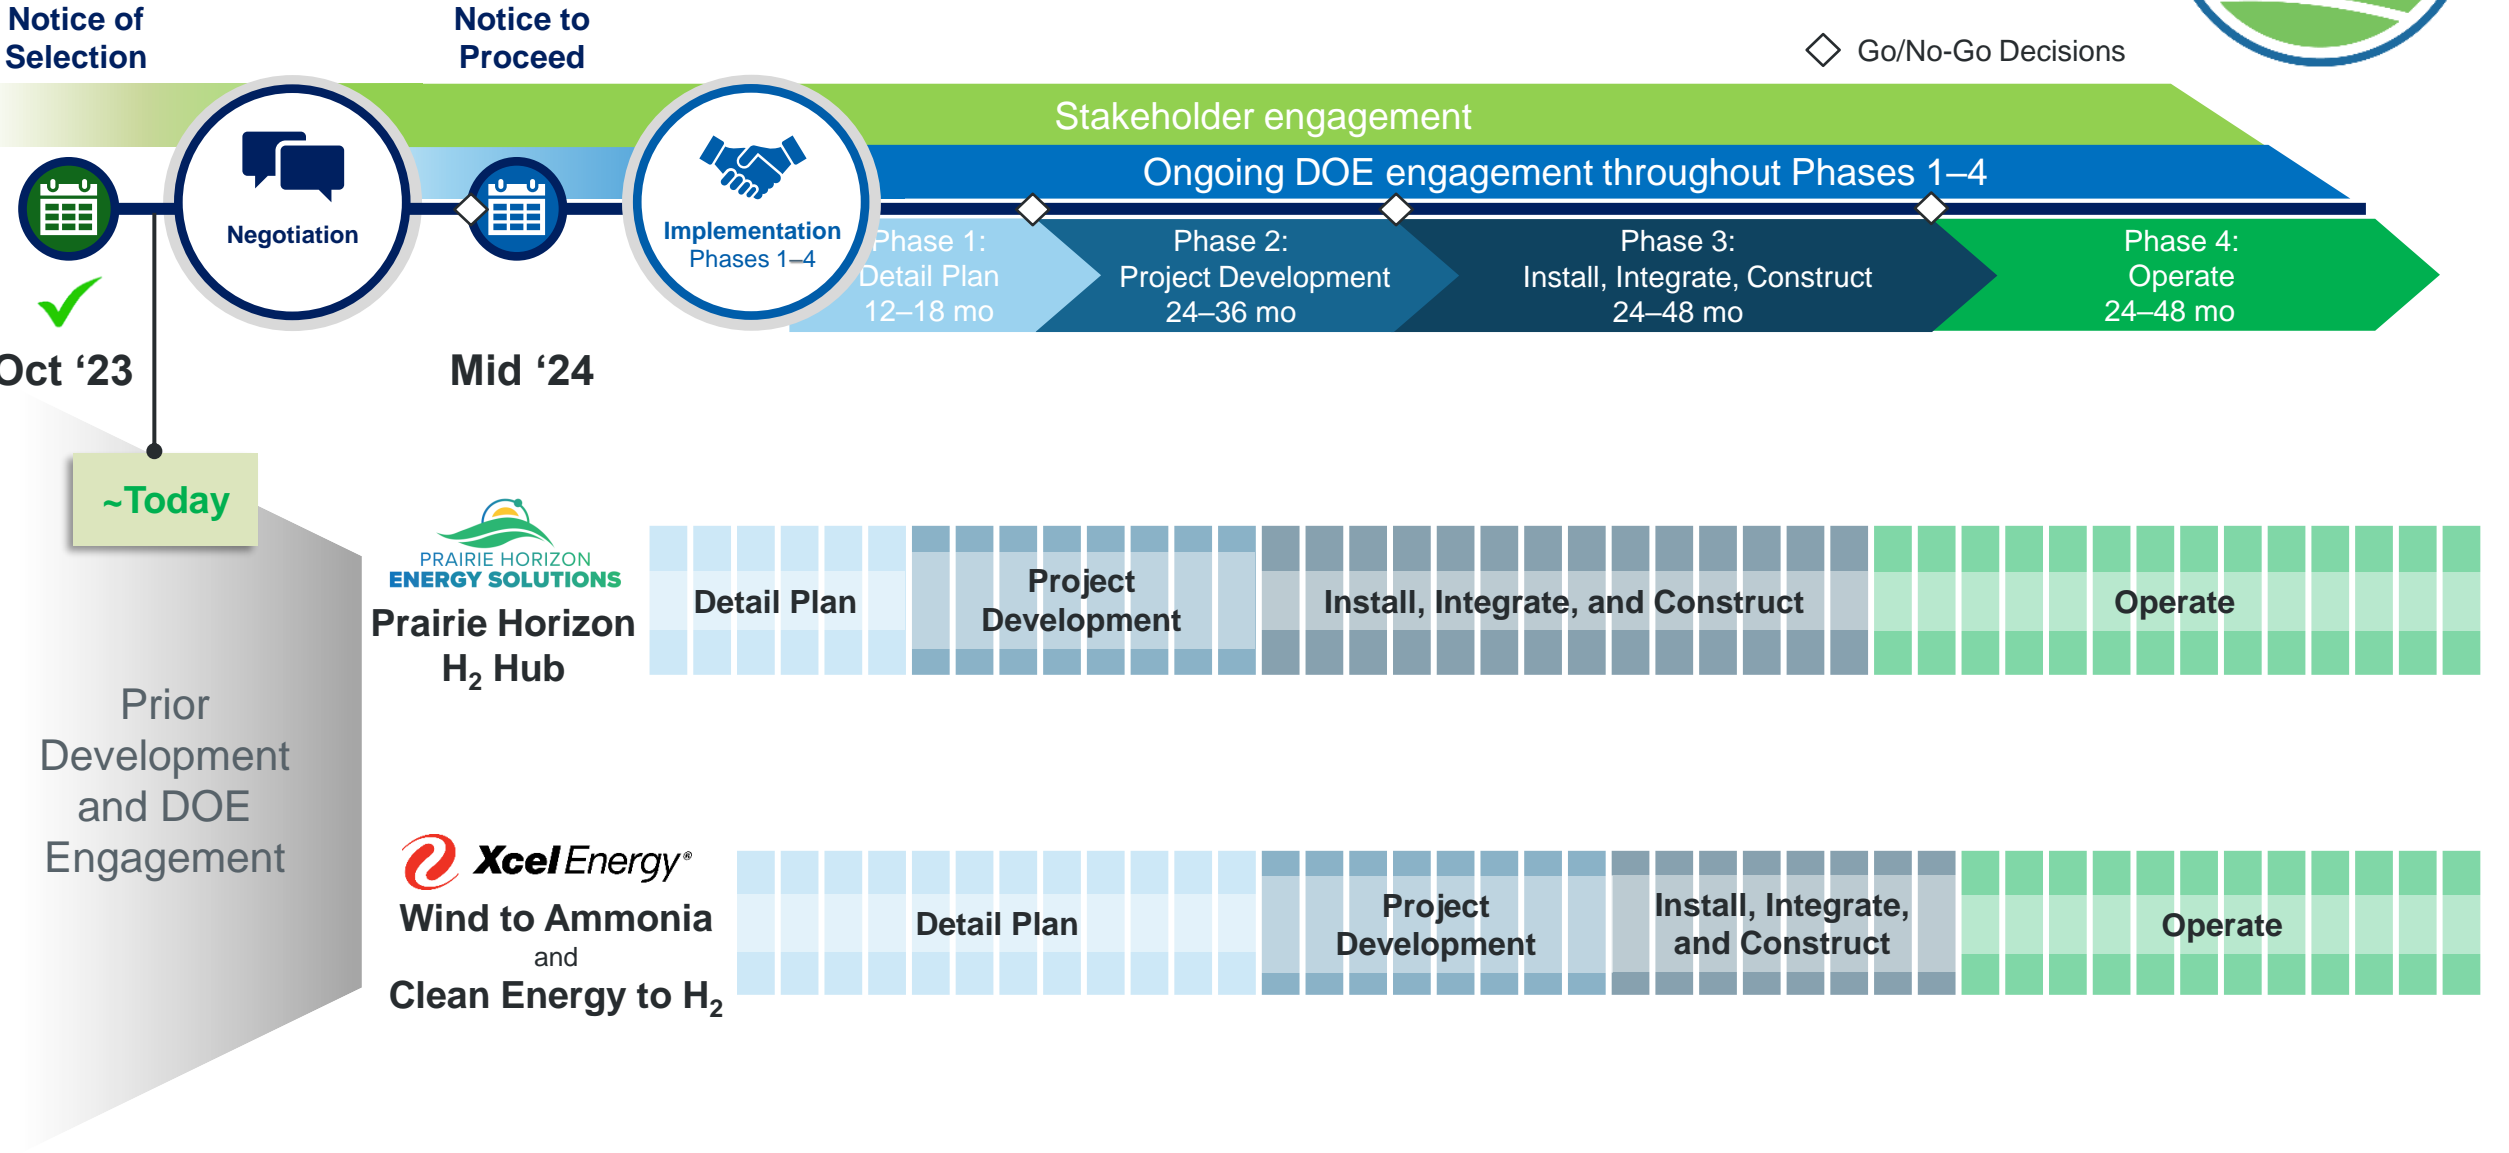 Notice of
Selection
Notice to
Proceed
Go/No-Go Decisions
Stakeholder engagement
Ongoing DOE engagement throughout Phases 1–4
Negotiation
Implementation
Phases 1–4
Phase 1:
Detail Plan
12–18 mo
Phase 2:
Project Development
24–36 mo
Phase 3:
Install, Integrate, Construct
24–48 mo
Phase 4:
Operate
24–48 mo
Oct ‘23
Mid ‘24
~Today
Prior
Development
and DOE
Engagement
PRAIRIE HORIZON
ENERGY SOLUTIONS
Prairie Horizon
H₂ Hub
Detail Plan
Project
Development
Install, Integrate, and Construct
Operate
Xcel Energy®
Wind to Ammonia
and
Clean Energy to H₂
Detail Plan
Project
Development
Install, Integrate,
and Construct
Operate